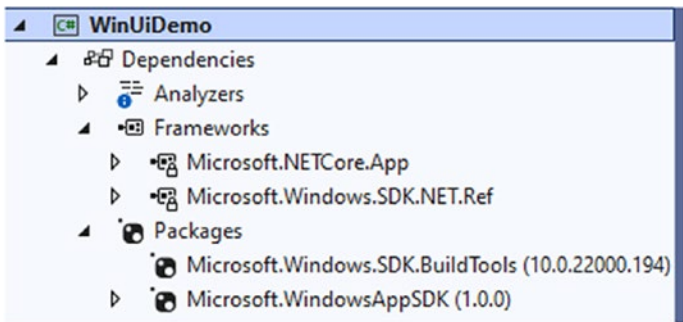 C# WinUiDemo
Dependencies
Analyzers
Frameworks
Microsoft.NETCore.App
Microsoft.Windows.SDK.NET.Ref
Packages
Microsoft.Windows.SDK.BuildTools (10.0.22000.194)
Microsoft.WindowsAppSDK (1.0.0)